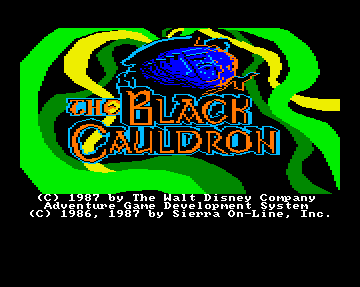 THE BLACK
CAULDRON
(C) 1987 by The Walt Disney Company
Adventure Game Development System
(C) 1986, 1987 by Sierra On-Line, Inc.